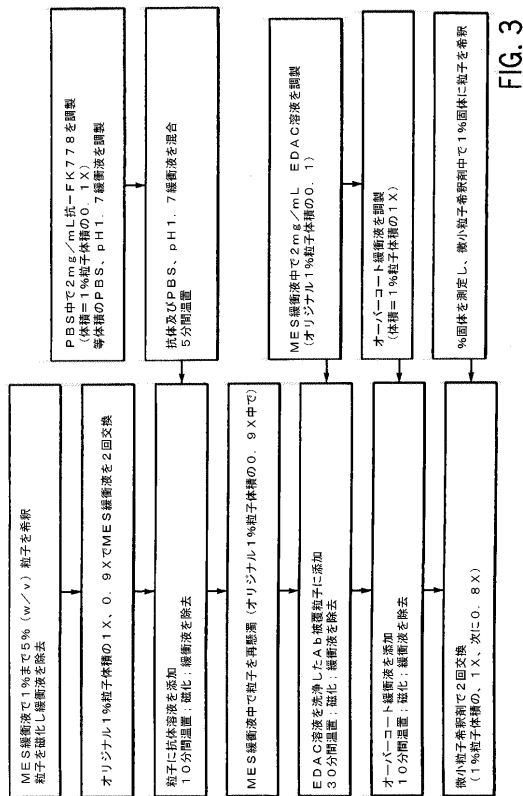 MES緩衝液で1%まで5%(w/v)粒子を希釈
粒子を磁化し緩衝液を除去
オリジナル1%粒子体積の1X、0.9XでMES緩衝液を2回交換
PBS中で2mg/mL抗-FK778を調製
(体積=1%粒子体積の0.1X)
等体積のPBS、pH1.7緩衝液を調製
抗体及びPBS、pH1.7緩衝液を混合
5分間温置
粒子に抗体溶液を添加
10分間温置;磁化;緩衝液を除去
MES緩衝液中で粒子を再懸濁(オリジナル1%粒子体積の0.9X中で)
MES緩衝液中で2mg/mL EDAC溶液を調製
(オリジナル1%粒子体積の0.1)
EDAC溶液を洗浄したAb被覆粒子に添加
30分間温置;磁化;緩衝液を除去
オーバーコート緩衝液を調製
(体積=1%粒子体積の1X)
オーバーコート緩衝液を添加
10分間温置;磁化;緩衝液を除去
微小粒子希釈剤で2回交換
(1%粒子体積の、1X、次に0.8X)
%固体を測定し、微小粒子希釈剤中で1%固体に粒子を希釈
FIG. 3